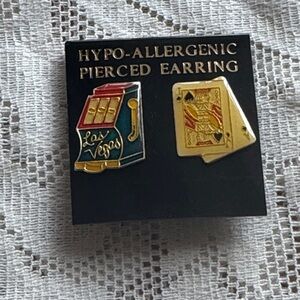 HYPO-ALLERGENIC
PIERCED EARRING
Las
Vegas